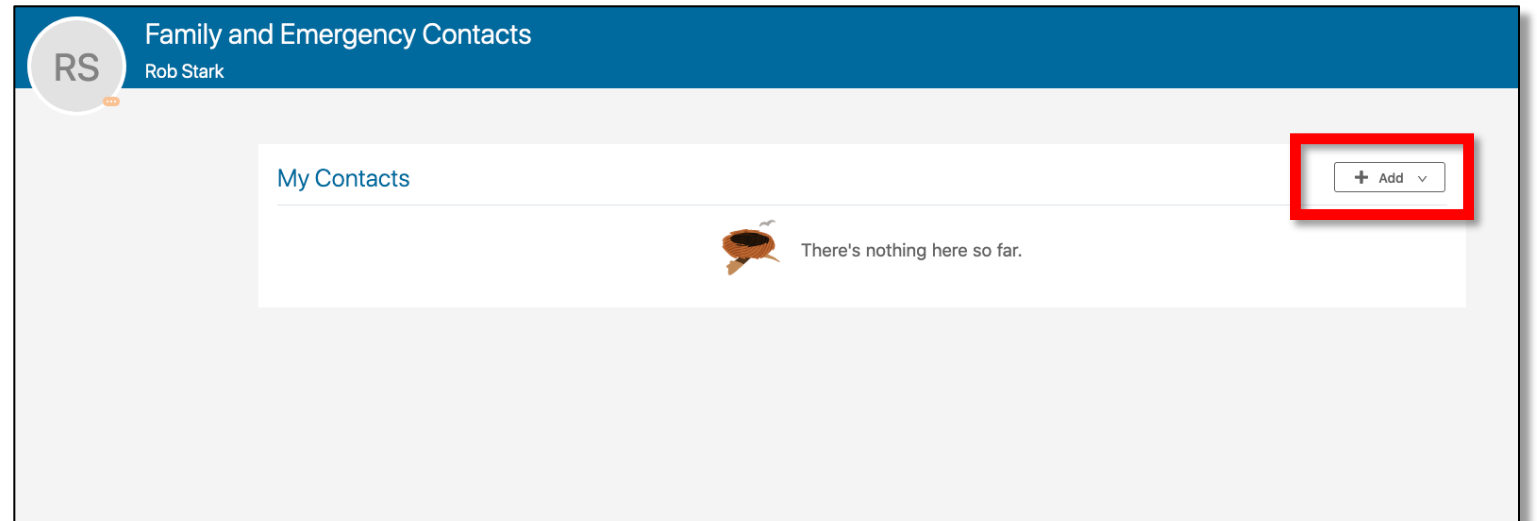 Family and Emergency Contacts
RS
Rob Stark
My Contacts
+ Add
There's nothing here so far.